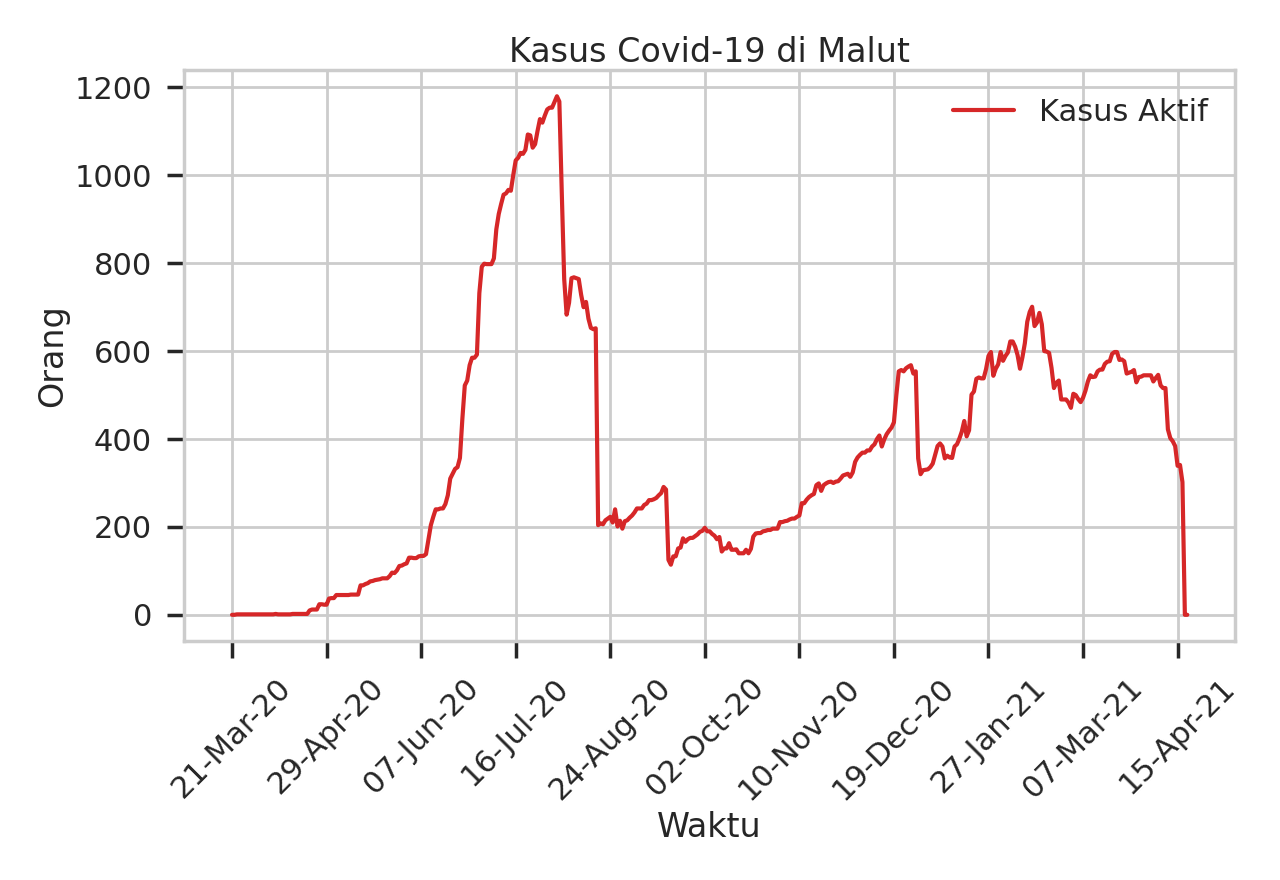 Kasus Covid-19 di Malut
Kasus Aktif
1200
1000
800
600
400
200
0
Orang
21-Mar-20
29-Apr-20
07-Jun-20
16-Jul-20
24-Aug-20
02-Oct-20
10-Nov-20
19-Dec-20
27-Jan-21
07-Mar-21
15-Apr-21
Waktu